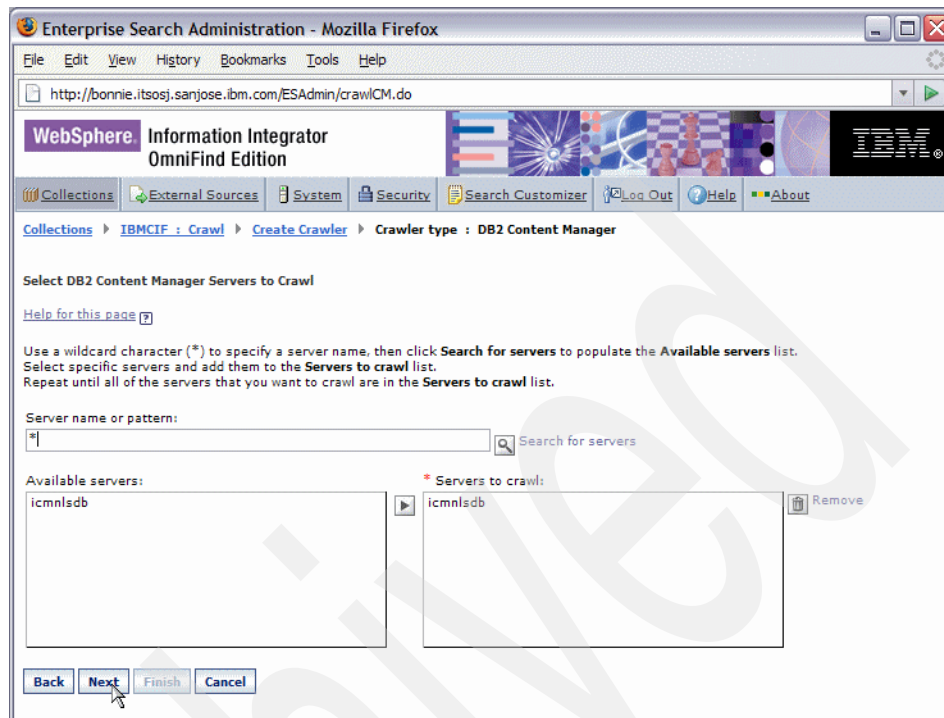 Enterprise Search Administration - Mozilla Firefox
File Edit View History Bookmarks Tools Help
http://bonnie.itsosj.sanjose.ibm.com/ESAdmin/crawlCM.do
WebSphere. Information Integrator
OmniFind Edition
IBM®
Collections External Sources System Security Search Customizer Log Out Help About
Collections IBMCIF : Crawl Create Crawler Crawler type : DB2 Content Manager
Select DB2 Content Manager Servers to Crawl
Help for this page ?
Use a wildcard character (*) to specify a server name, then click Search for servers to populate the Available servers list.
Select specific servers and add them to the Servers to crawl list.
Repeat until all of the servers that you want to crawl are in the Servers to crawl list.
Server name or pattern:
*
Search for servers
Available servers: * Servers to crawl:
icmnlsdb icmnlsdb Remove
Back Next Finish Cancel